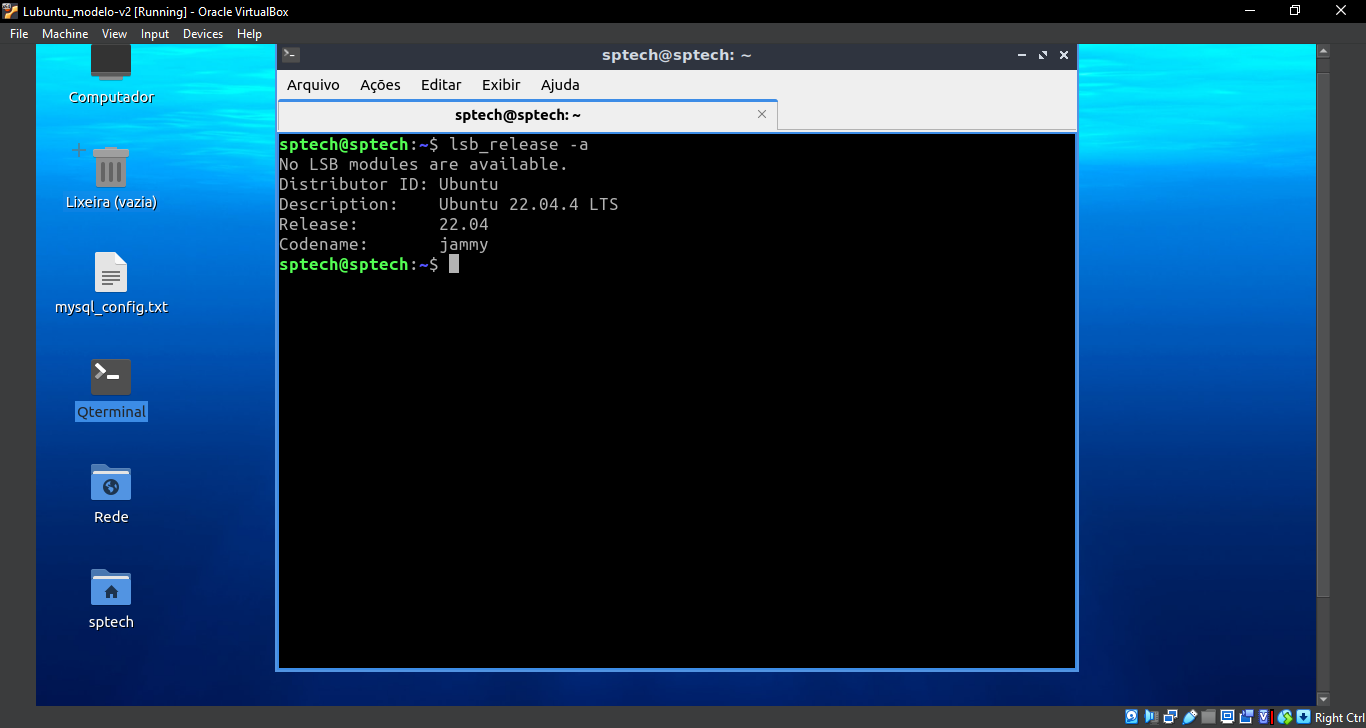 Lubuntu_modelo-v2 [Running] - Oracle VirtualBox
File Machine View Input Devices Help
Computador
Lixeira (vazia)
mysql_config.txt
Qterminal
Rede
sptech
sptech@sptech: ~
Arquivo Ações Editar Exibir Ajuda
sptech@sptech: ~
sptech@sptech:~$ lsb_release -a
No LSB modules are available.
Distributor ID: Ubuntu
Description: Ubuntu 22.04.4 LTS
Release: 22.04
Codename: jammy
sptech@sptech:~$
Right Ctrl